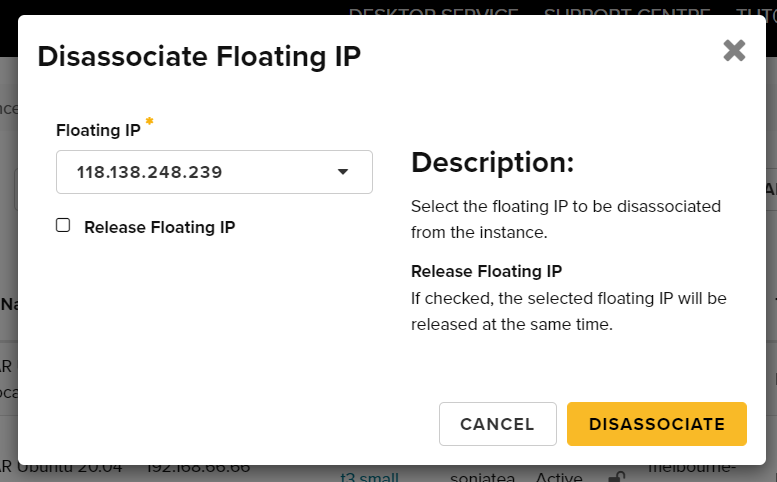 DESKTOP SERVICE SUPPORT CENTRE
Disassociate Floating IP
Floating IP *
118.138.248.239
Release Floating IP
Description:
Select the floating IP to be disassociated
from the instance.
Release Floating IP
If checked, the selected floating IP will be
released at the same time.
CANCEL
DISASSOCIATE
AR Ubuntu 20.04 192.168.66.66 t3.small soniatea Active melbourne-